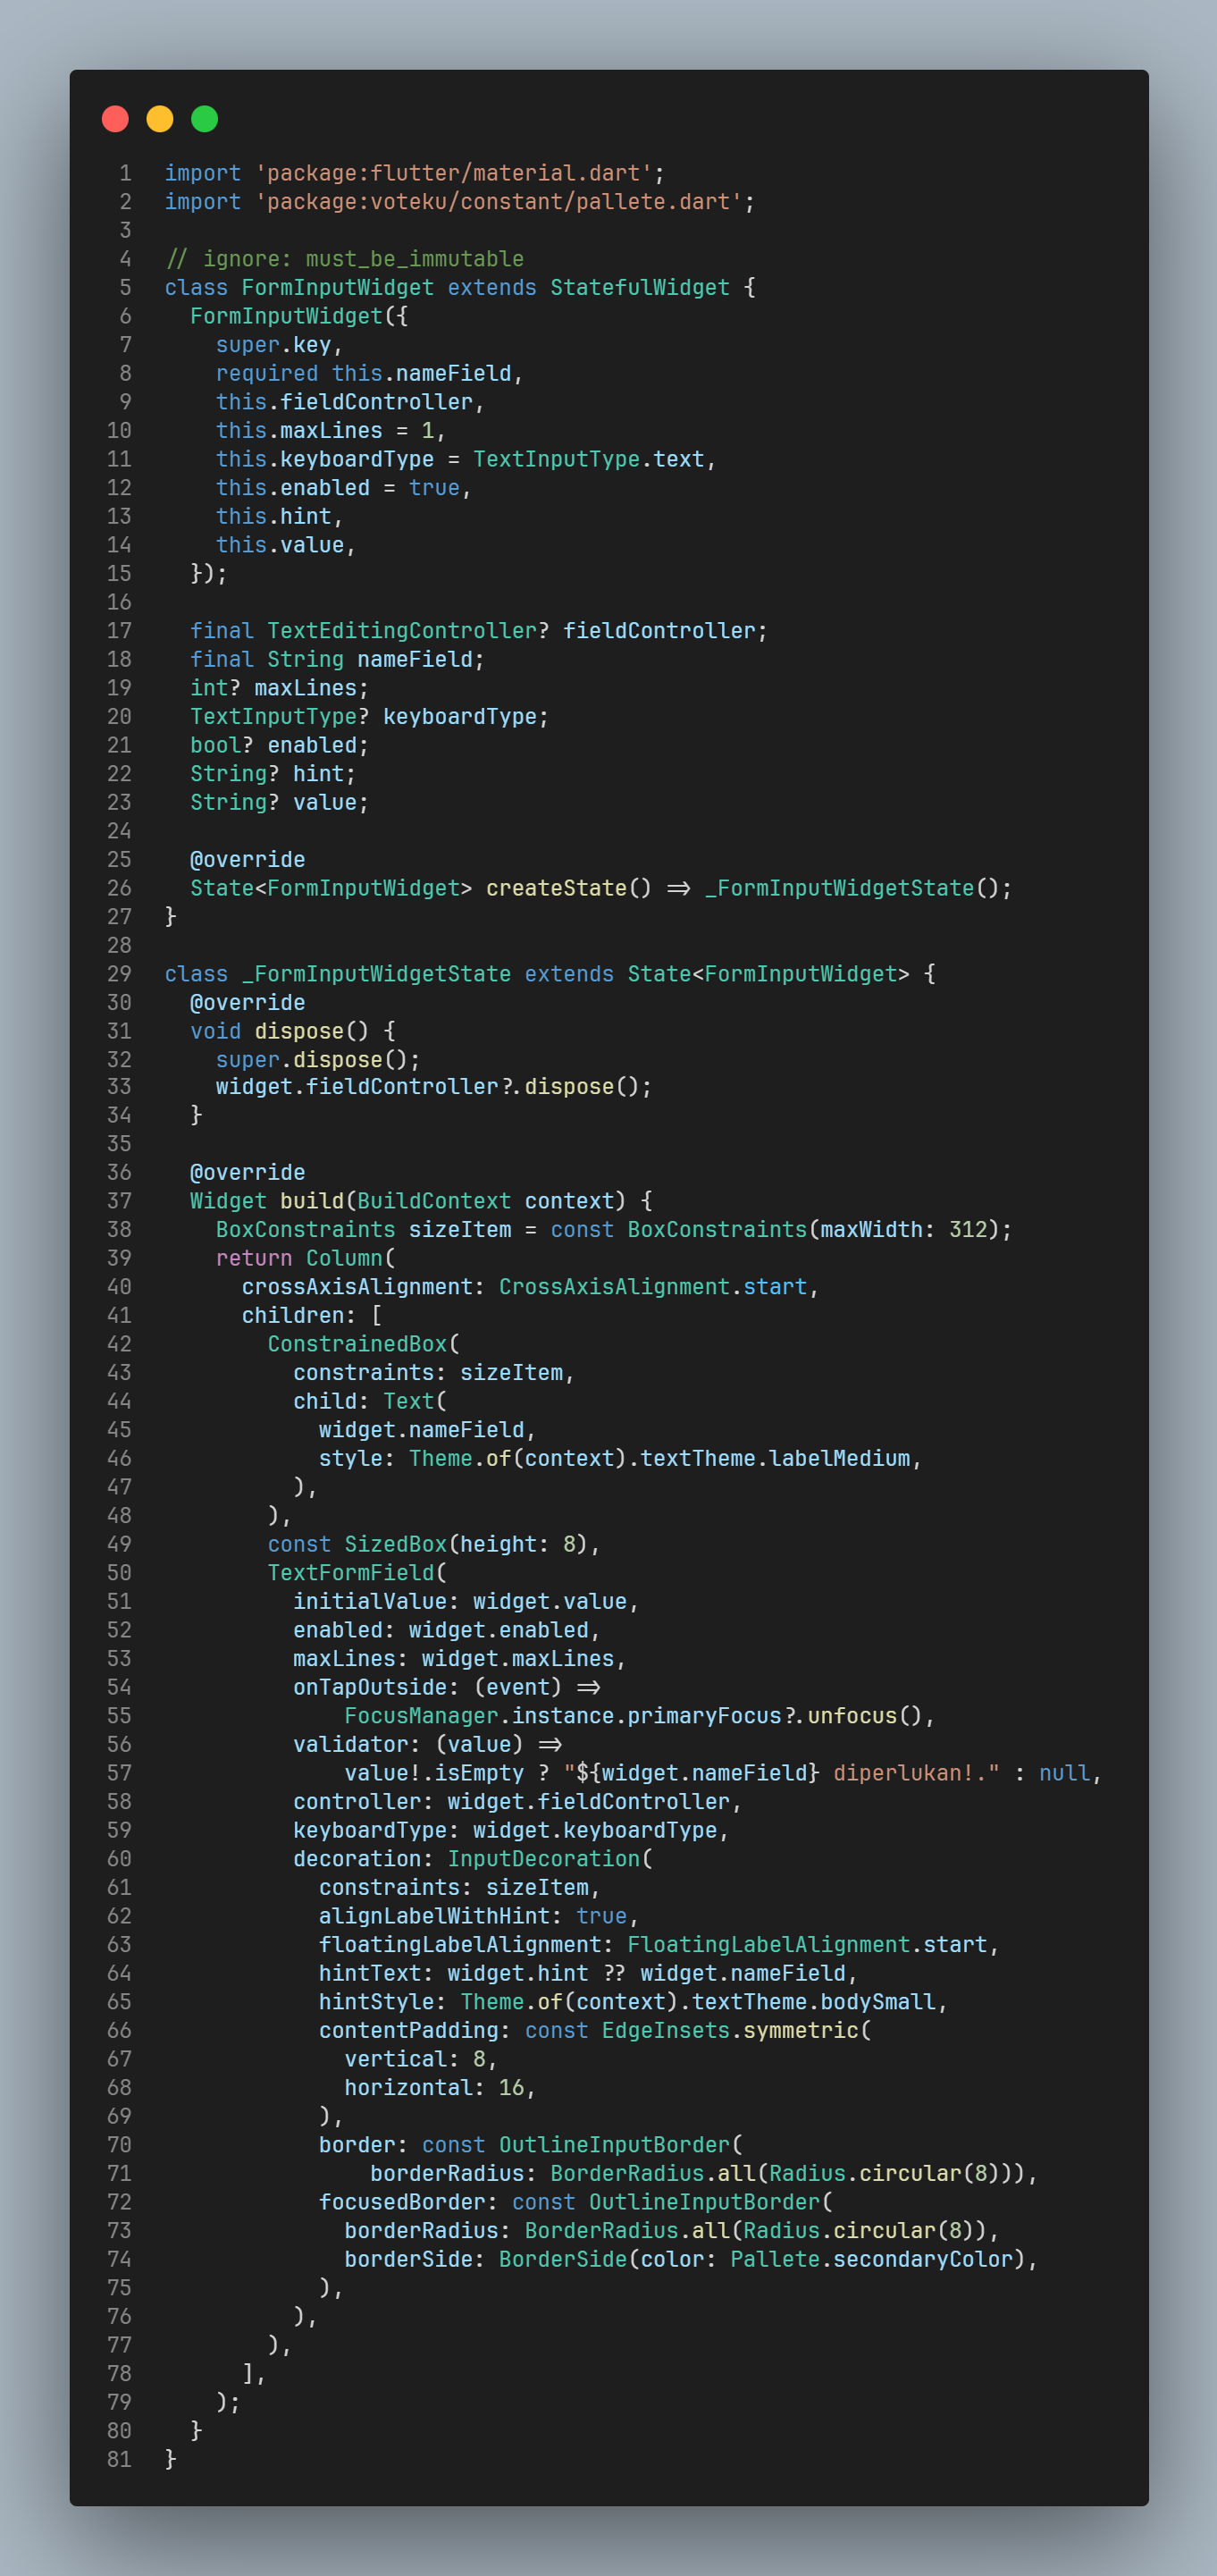 1 import 'package:flutter/material.dart';
2 import 'package:voteku/constant/pallete.dart';
3
4 // ignore: must_be_immutable
5 class FormInputWidget extends StatefulWidget {
6   FormInputWidget({
7     super.key,
8     required this.nameField,
9     this.fieldController,
10     this.maxLines = 1,
11     this.keyboardType = TextInputType.text,
12     this.enabled = true,
13     this.hint,
14     this.value,
15   });
16
17   final TextEditingController? fieldController;
18   final String nameField;
19   int? maxLines;
20   TextInputType? keyboardType;
21   bool? enabled;
22   String? hint;
23   String? value;
24
25   @override
26   State<FormInputWidget> createState() => _FormInputWidgetState();
27 }
28
29 class _FormInputWidgetState extends State<FormInputWidget> {
30   @override
31   void dispose() {
32     super.dispose();
33     widget.fieldController?.dispose();
34   }
35
36   @override
37   Widget build(BuildContext context) {
38     BoxConstraints sizeItem = const BoxConstraints(maxWidth: 312);
39     return Column(
40       crossAxisAlignment: CrossAxisAlignment.start,
41       children: [
42         ConstrainedBox(
43           constraints: sizeItem,
44           child: Text(
45             widget.nameField,
46             style: Theme.of(context).textTheme.labelMedium,
47           ),
48         ),
49         const SizedBox(height: 8),
50         TextFormField(
51           initialValue: widget.value,
52           enabled: widget.enabled,
53           maxLines: widget.maxLines,
54           onTapOutside: (event) =>
55               FocusManager.instance.primaryFocus?.unfocus(),
56           validator: (value) =>
57               value!.isEmpty ? "${widget.nameField} diperlukan!." : null,
58           controller: widget.fieldController,
59           keyboardType: widget.keyboardType,
60           decoration: InputDecoration(
61             constraints: sizeItem,
62             alignLabelWithHint: true,
63             floatingLabelAlignment: FloatingLabelAlignment.start,
64             hintText: widget.hint ?? widget.nameField,
65             hintStyle: Theme.of(context).textTheme.bodySmall,
66             contentPadding: const EdgeInsets.symmetric(
67               vertical: 8,
68               horizontal: 16,
69             ),
70             border: const OutlineInputBorder(
71                 borderRadius: BorderRadius.all(Radius.circular(8))),
72             focusedBorder: const OutlineInputBorder(
73               borderRadius: BorderRadius.all(Radius.circular(8)),
74               borderSide: BorderSide(color: Pallete.secondaryColor),
75             ),
76           ),
77         ),
78       ],
79     );
80   }
81 }